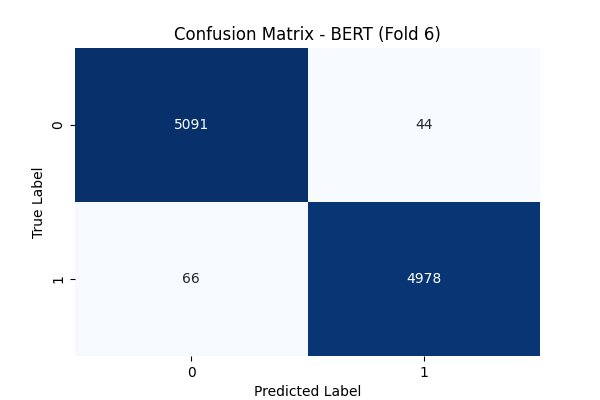 Confusion Matrix - BERT (Fold 6)
True Label
0
5091
44
1
66
4978
0
1
Predicted Label